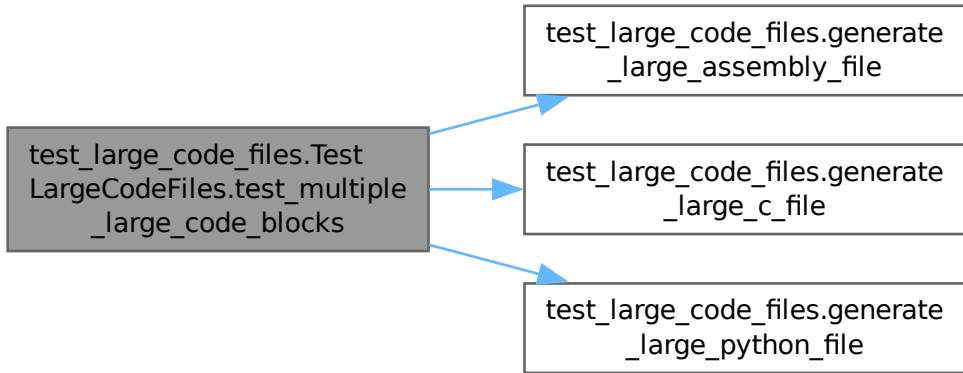 test_large_code_files.Test
LargeCodeFiles.test_multiple
_large_code_blocks
test_large_code_files.generate
_large_assembly_file
test_large_code_files.generate
_large_c_file
test_large_code_files.generate
_large_python_file